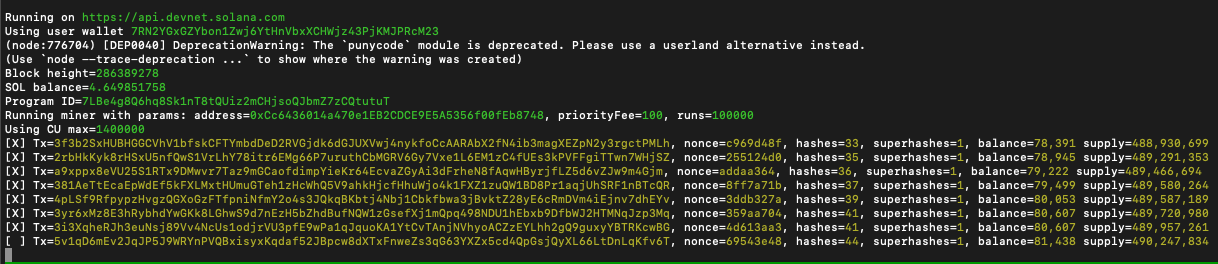 Running on https://api.devnet.solana.com
Using user wallet 7RN2YGxGZYbon1Zwj6YtHnVbxXCHWjz43PjKMJPRcM23
(node:776704) [DEP0040] DeprecationWarning: The `punycode` module is deprecated. Please use a userland alternative instead.
(Use `node --trace-deprecation ...` to show where the warning was created)
Block height=286389278
SOL balance=4.649851758
Program ID=7LBe4g8Q6hq8Sk1nT8tQUiz2mCHjsoQJbmZ7zCQtutuT
Running miner with params: address=0xCc6436014a470e1EB2CDCE9E5A5356f00fEb8748, priorityFee=100, runs=100000
Using CU max=1400000
[X] Tx=3f3b2SxHUBHGGCVhV1bfskCFTYmbdDeD2RVGjdk6dGJUXVwj4nykfoCcAARAbX2fN4ib3magXEZpN2y3rgctPMLh, nonce=c969d48f, hashes=33, superhashes=1, balance=78,391 supply=488,930,699
[X] Tx=2rbHkKyk8rHSxU5nfQwS1VrLhY78itr6EMg66P7uruthCbMGRV6Gy7Vxe1L6EM1zC4fUEs3kPVFFgiTTwn7WHjSZ, nonce=255124d0, hashes=35, superhashes=1, balance=78,945 supply=489,291,353
[X] Tx=a9xppx8eVU25S1RTx9DMwvr7Taz9mGCaofdimpYieKr64EcvaZGyAi3dFrheN8fAqwHByrjfLZ5d6vZJw9m4Gjm, nonce=addaa364, hashes=36, superhashes=1, balance=79,222 supply=489,466,694
[X] Tx=381AeTtEcaEpWdEf5kFXLMxtHUmuGTeh1zHcWhQ5V9ahkHjcfHhuWjo4k1FXZ1zuQW1BD8Pr1aqjUhSRF1nBTcQR, nonce=8ff7a71b, hashes=37, superhashes=1, balance=79,499 supply=489,580,264
[X] Tx=4pLSf9RfpypzHvgzQGXoGzFTfpniNfmY2o4s3JQkqBKbtj4Nbj1Cbkfbwa3jBvktZ28yE6cRmDVm4iEjnv7dhEYv, nonce=3ddb327a, hashes=39, superhashes=1, balance=80,053 supply=489,587,189
[X] Tx=3yr6xMz8E3hRybhdYwGKk8LGhwS9d7nEzH5bZhdBufNQW1zGsefXj1mQpq498NDU1hEbxb9DfbWJ2HTMNqJzp3Mq, nonce=359aa704, hashes=41, superhashes=1, balance=80,607 supply=489,720,980
[X] Tx=3i3XqheRJh3euNsj89Vv4NcUs1odjrVU3pfE9wPa1qJquoKA1YtCvTAnjNVhyoACZzEYLhh2gQ9guxyYBTRKcwBG, nonce=4d613aa3, hashes=41, superhashes=1, balance=80,607 supply=489,957,261
[ ] Tx=5v1qD6mEv2JqJP5J9WRYnPVQBxisyxKqdaf52JBpcw8dXTxFnweZs3qG63YXZx5cd4QpGsjQyXL66LtDnLqKfv6T, nonce=69543e48, hashes=44, superhashes=1, balance=81,438 supply=490,247,834